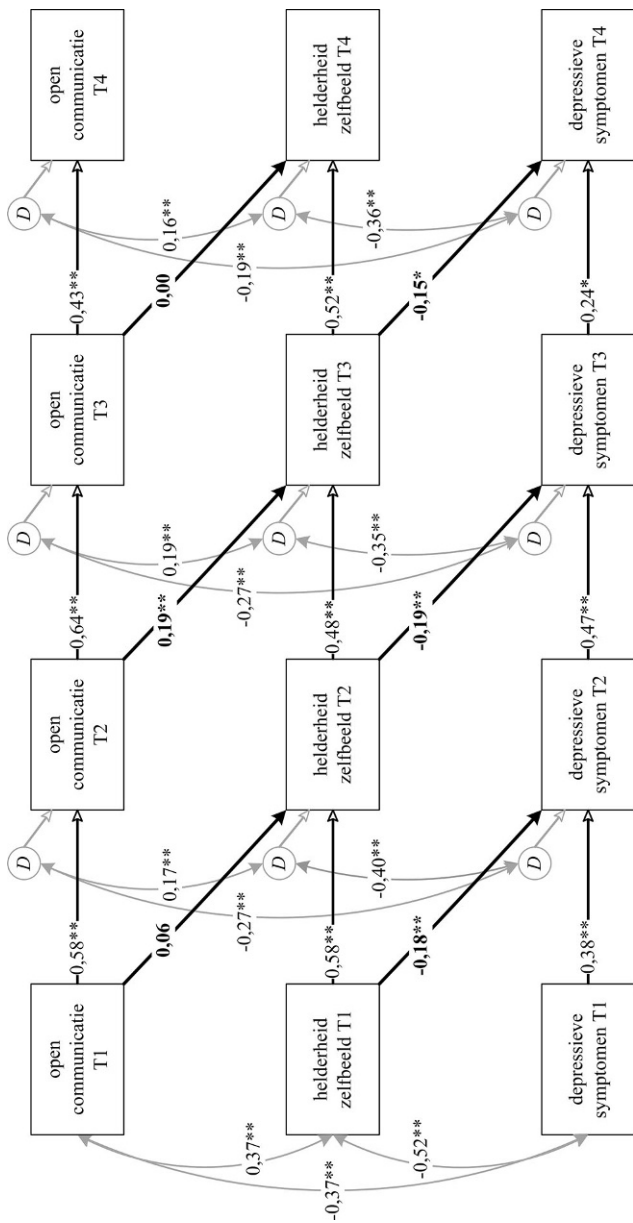 open
communicatie
T1
0,58**
open
communicatie
T2
0,64**
open
communicatie
T3
0,43**
open
communicatie
T4
D
D
D
0,37**
0,06
0,17**
0,19**
0,19**
0,00
0,16**
-0,37**
-0,27**
-0,27**
-0,19**
helderheid
zelfbeeld T1
0,58**
helderheid
zelfbeeld T2
0,48**
helderheid
zelfbeeld T3
0,52**
helderheid
zelfbeeld T4
D
D
D
-0,52**
-0,18**
-0,40**
-0,19**
-0,35**
-0,15*
-0,36**
depressieve
symptomen T1
0,38**
depressieve
symptomen T2
0,47**
depressieve
symptomen T3
0,24*
depressieve
symptomen T4
D
D
D